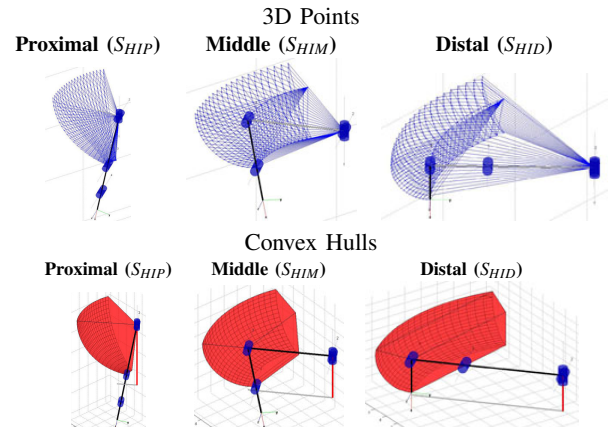 3D Points
Proximal (S_HIP) Middle (S_HIM) Distal (S_HID)
Convex Hulls
Proximal (S_HIP) Middle (S_HIM) Distal (S_HID)